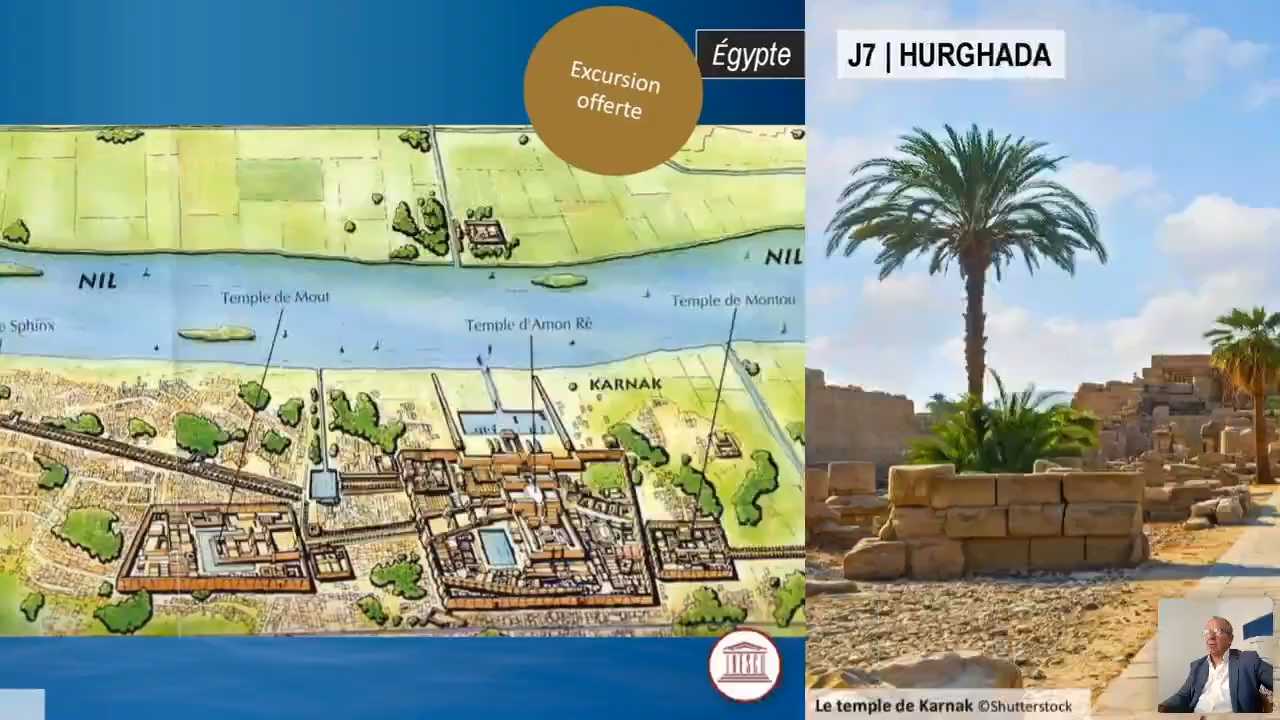 Excursion
offerte
Égypte
J7 | HURGHADA
NIL
NIL
Temple de Mout
Temple de Montou
Sphinx
Temple d'Amon Rê
KARNAK
UNESCO
Le temple de Karnak ©Shutterstock